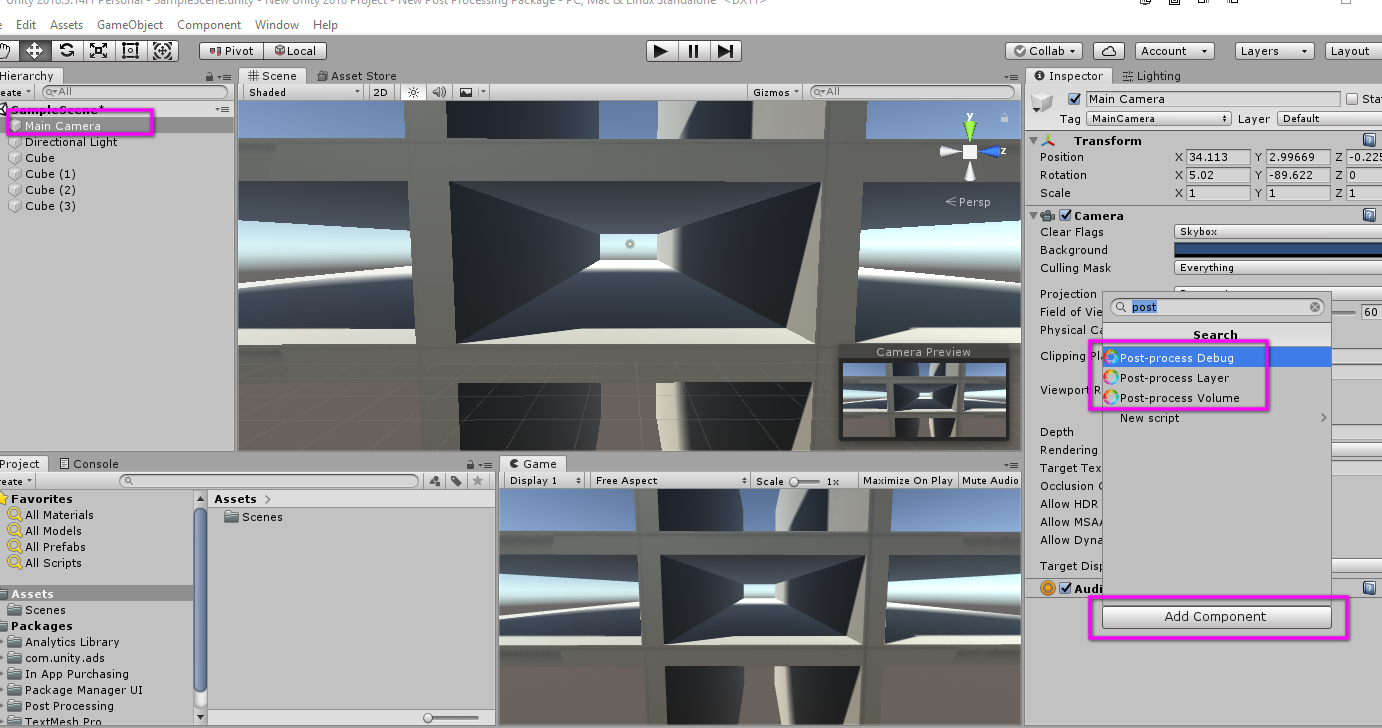 Unity 2018.3.14f1 Personal - SampleScene.unity - New Unity 2018 Project - New Post Processing Package - PC, Mac & Linux Standalone <DX11>
Edit Assets GameObject Component Window Help
Pivot Local Collab Account Layers Layout
Hierarchy
Scene Asset Store
Inspector Lighting
reate All
Shaded 2D Gizmos All
Main Camera Stat
Tag MainCamera Layer Default
SampleScene*
Main Camera
Directional Light
Cube
Cube (1)
Cube (2)
Cube (3)
y
z
Persp
Camera Preview
Transform
Position X 34.113 Y 2.99669 Z -0.225
Rotation X 5.02 Y -89.622 Z 0
Scale X 1 Y 1 Z 1
Camera
Clear Flags Skybox
Background
Culling Mask Everything
Projection
Field of Vie 60
Physical Ca
Clipping Pl
Viewport R
Depth
Rendering
Target Tex
Occlusion C
Allow HDR
Allow MSAA
Allow Dyna
Target Disp
Audi
post
Search
Post-process Debug
Post-process Layer
Post-process Volume
New script
Add Component
Project Console
reate
Favorites
All Materials
All Models
All Prefabs
All Scripts
Assets
Scenes
Packages
Analytics Library
com.unity.ads
In App Purchasing
Package Manager UI
Post Processing
TextMesh Pro
Assets
Scenes
Game
Display 1 Free Aspect Scale 1x Maximize On Play Mute Audio